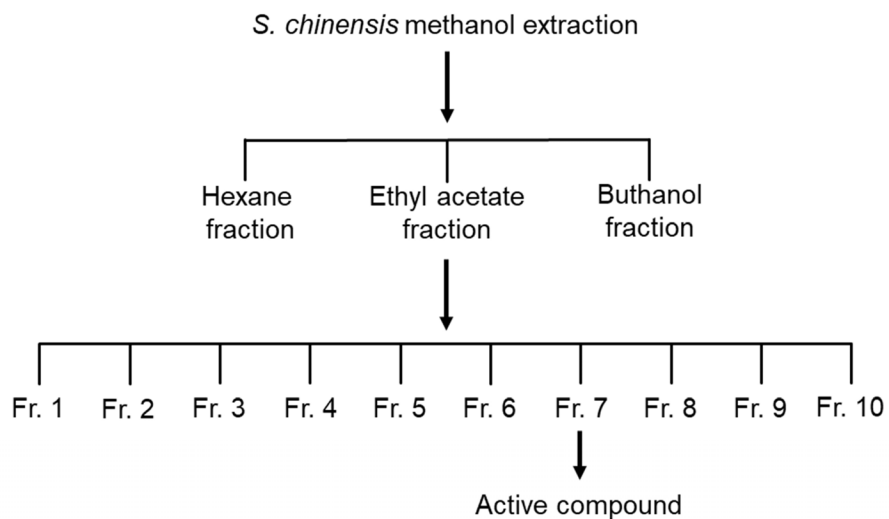 S. chinensis methanol extraction
Hexane
fraction
Ethyl acetate
fraction
Buthanol
fraction
Fr. 1
Fr. 2
Fr. 3
Fr. 4
Fr. 5
Fr. 6
Fr. 7
Fr. 8
Fr. 9
Fr. 10
Active compound